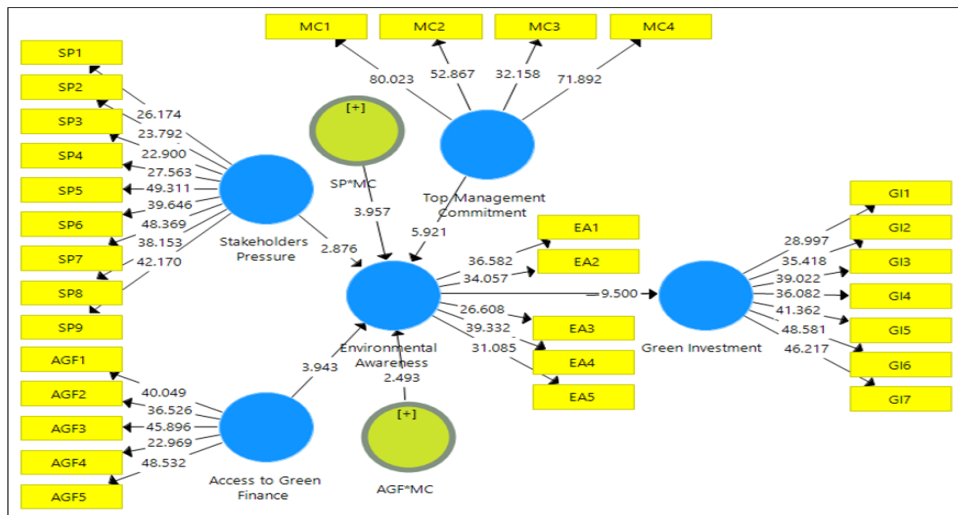 MC1
MC2
MC3
MC4
80.023
52.867
32.158
71.892
SP1
SP2
SP3
SP4
SP5
SP6
SP7
SP8
SP9
26.174
23.792
22.900
27.563
49.311
39.646
48.369
38.153
42.170
Stakeholders
Pressure
2.876
[+]
SP*MC
3.957
Top Management
Commitment
5.921
EA1
EA2
EA3
EA4
EA5
36.582
34.057
26.608
39.332
31.085
Environmental
Awareness
9.500
GI1
GI2
GI3
GI4
GI5
GI6
GI7
28.997
35.418
39.022
36.082
41.362
48.581
46.217
Green Investment
AGF1
AGF2
AGF3
AGF4
AGF5
40.049
36.526
45.896
22.969
48.532
Access to Green
Finance
3.943
2.493
[+]
AGF*MC